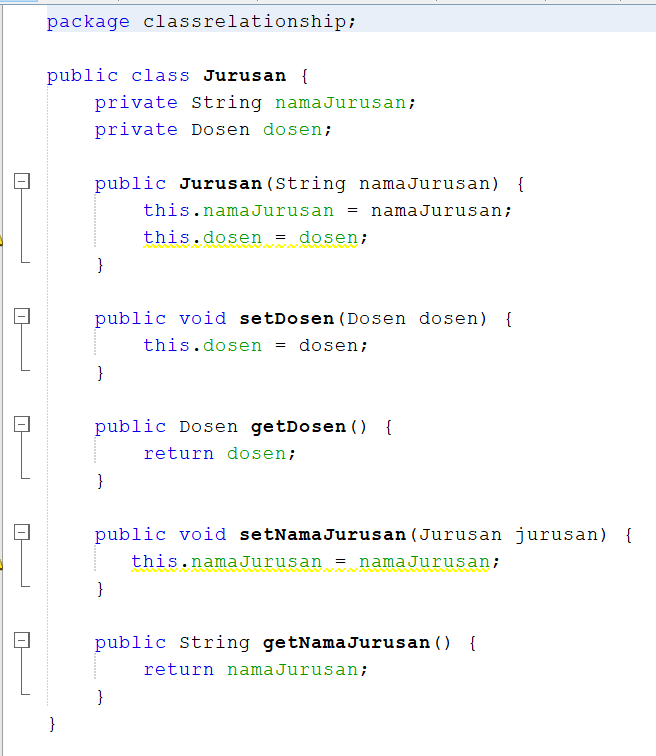 package classrelationship;
public class Jurusan {
private String namaJurusan;
private Dosen dosen;
public Jurusan(String namaJurusan) {
this.namaJurusan = namaJurusan;
this.dosen = dosen;
}
public void setDosen(Dosen dosen) {
this.dosen = dosen;
}
public Dosen getDosen() {
return dosen;
}
public void setNamaJurusan(Jurusan jurusan) {
this.namaJurusan = namaJurusan;
}
public String getNamaJurusan() {
return namaJurusan;
}
}